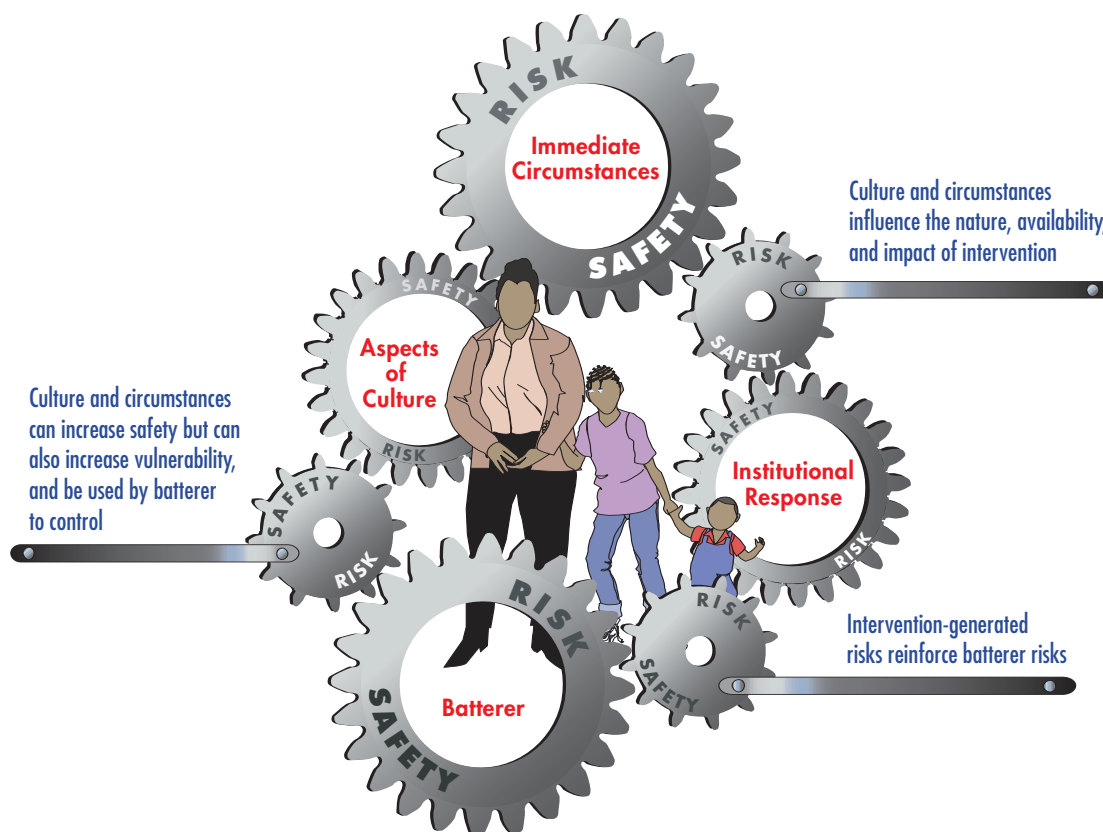 RISK
Immediate
Circumstances
SAFETY
Culture and circumstances
influence the nature, availability,
and impact of intervention
RISK
SAFETY
SAFETY
Aspects
of
Culture
RISK
Culture and circumstances
can increase safety but can
also increase vulnerability,
and be used by batterer
to control
SAFETY
RISK
SAFETY
Institutional
Response
RISK
RISK
SAFETY
Batterer
RISK
SAFETY
Intervention-generated
risks reinforce batterer risks